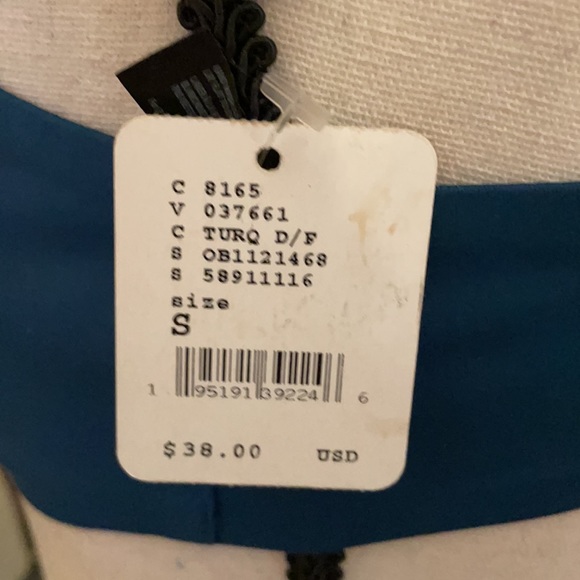 C 8165
V 037661
C TURQ D/F
S OB1121468
S 58911116
size
S
1 95191 39224 6
$38.00 USD